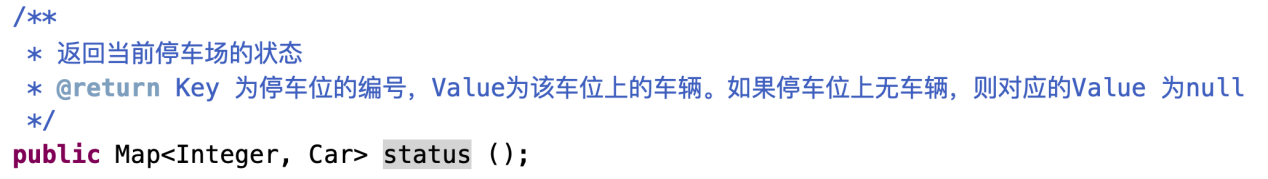 /**
 * 返回当前停车场的状态
 * @return Key 为停车位的编号，Value为该车位上的车辆。如果停车位上无车辆，则对应的Value 为null
 */
public Map<Integer, Car> status ();